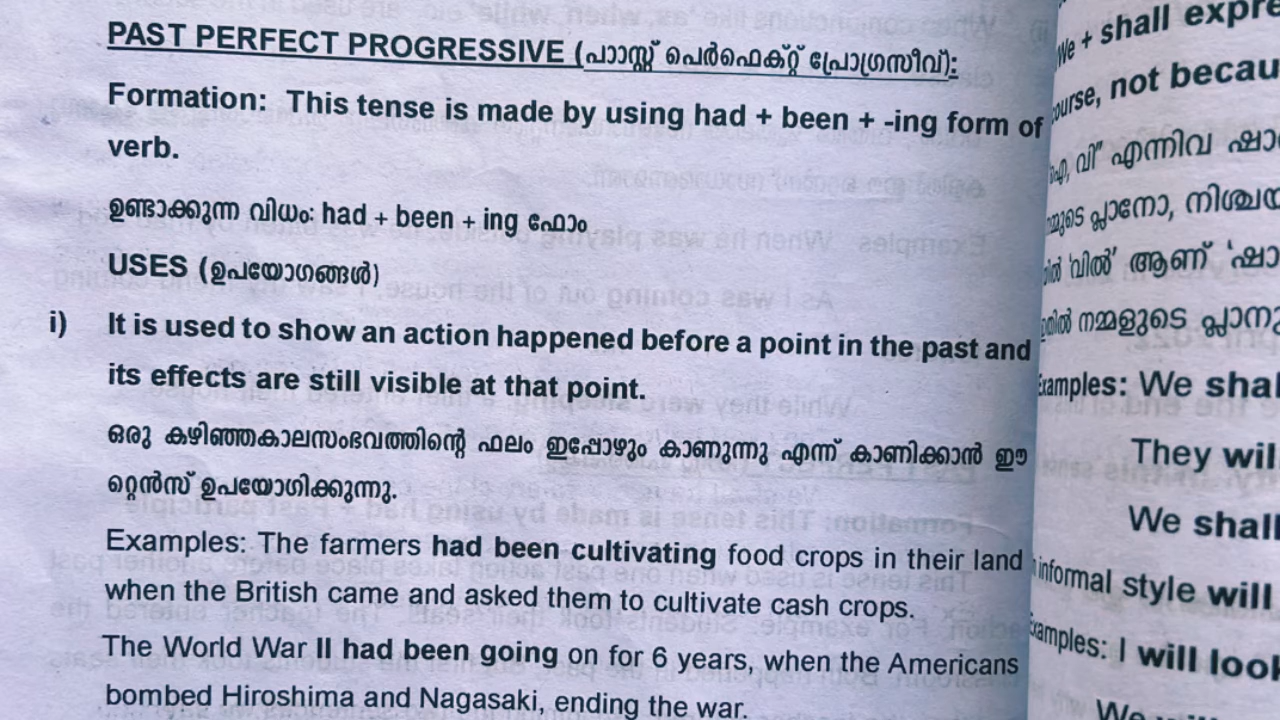 PAST PERFECT PROGRESSIVE (പാാസ്റ്റ് പെർഫെക്റ്റ് പ്രോഗ്രസീവ്):
Formation: This tense is made by using had + been + -ing form of
verb.
ഉണ്ടാക്കുന്ന വിധം: had + been + ing ഫോം
USES (ഉപയോഗങ്ങൾ)
i) It is used to show an action happened before a point in the past and
its effects are still visible at that point.
ഒരു കഴിഞ്ഞകാലസംഭവത്തിന്റെ ഫലം ഇപ്പോഴും കാണുന്നു എന്ന് കാണിക്കാൻ ഈ
റ്റെൻസ് ഉപയോഗിക്കുന്നു.
Examples: The farmers had been cultivating food crops in their land
when the British came and asked them to cultivate cash crops.
The World War II had been going on for 6 years, when the Americans
bombed Hiroshima and Nagasaki, ending the war.
We + shall expre
ourse, not becau
വി" എന്നിവ
പ്ലാനോ,
'വിൽ' ആണ്
നമ്മളുടെ
Examples: We shal
They wil
We shall
informal style will
Examples: I will look
We